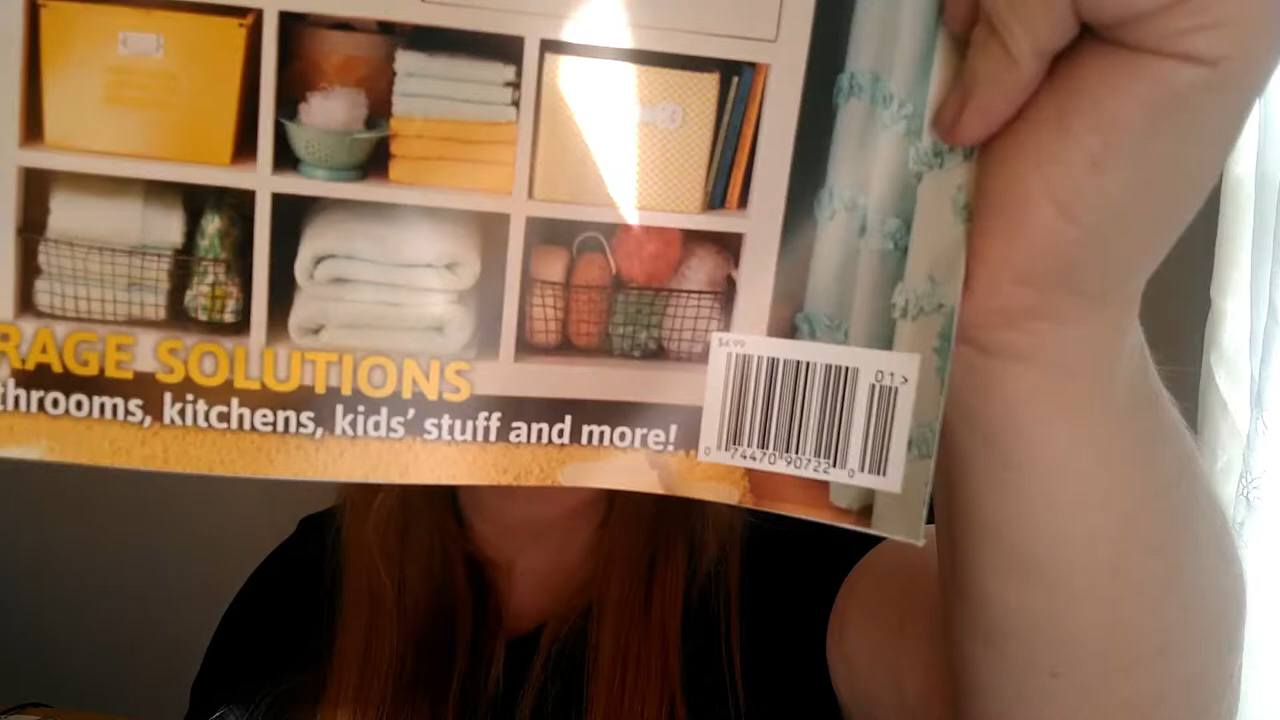 RAGE SOLUTIONS
throoms, kitchens, kids' stuff and more!
$4.99
01>
0 74470 90722 0